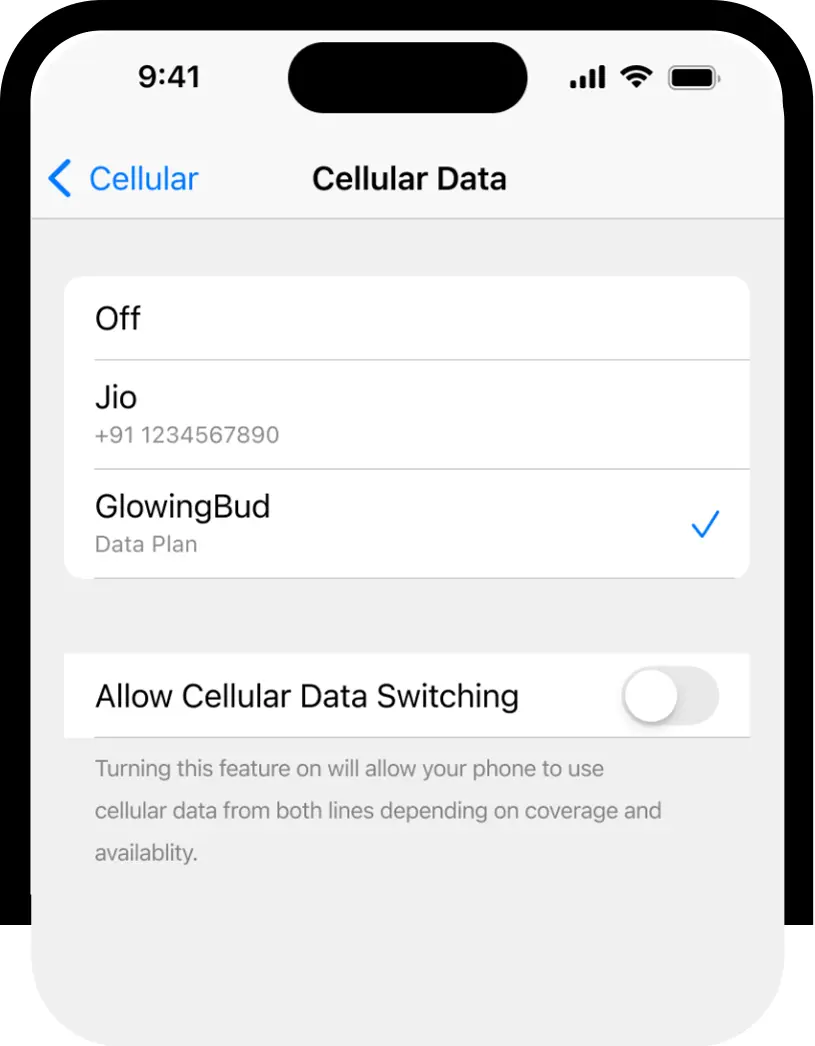 9:41
Cellular
Cellular Data
Off
Jio
+91 1234567890
GlowingBud
Data Plan
Allow Cellular Data Switching
Turning this feature on will allow your phone to use
cellular data from both lines depending on coverage and
availablity.